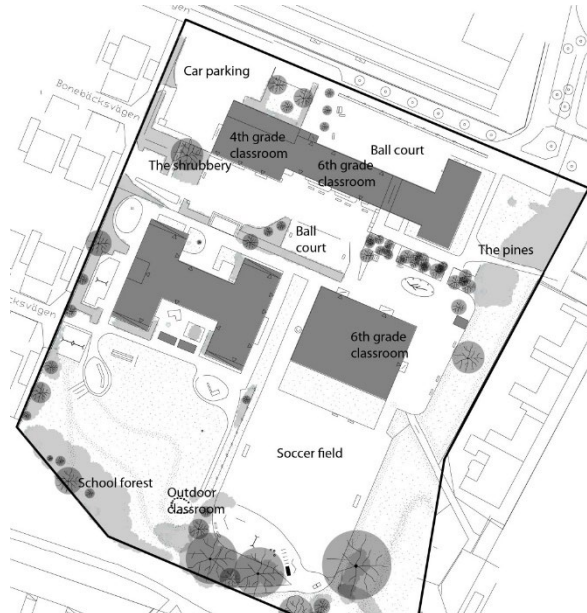 Bonebäcksvägen
Car parking
4th grade
classroom
The shrubbery
6th grade
classroom
Ball court
Ball
court
The pines
Bonebäcksvägen
6th grade
classroom
Soccer field
School forest
Outdoor
classroom